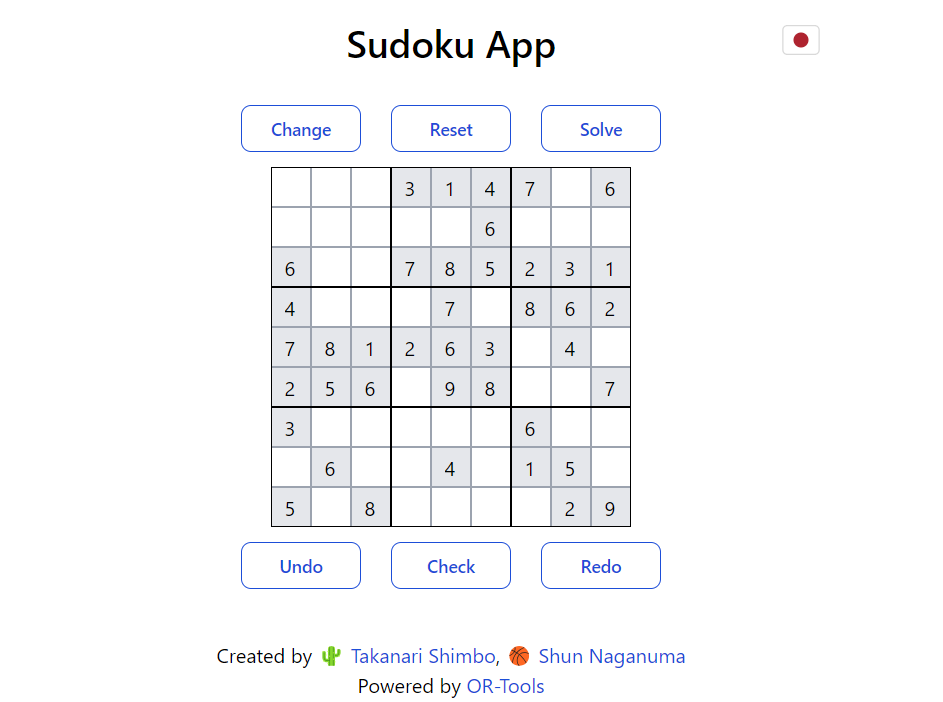 Sudoku App
Change Reset Solve
3 1 4 7 6
6
6 7 8 5 2 3 1
4 7 8 6 2
7 8 1 2 6 3 4
2 5 6 9 8 7
3 6
6 4 1 5
5 8 2 9
Undo Check Redo
Created by 🌵 Takanari Shimbo, 🏀 Shun Naganuma
Powered by OR-Tools